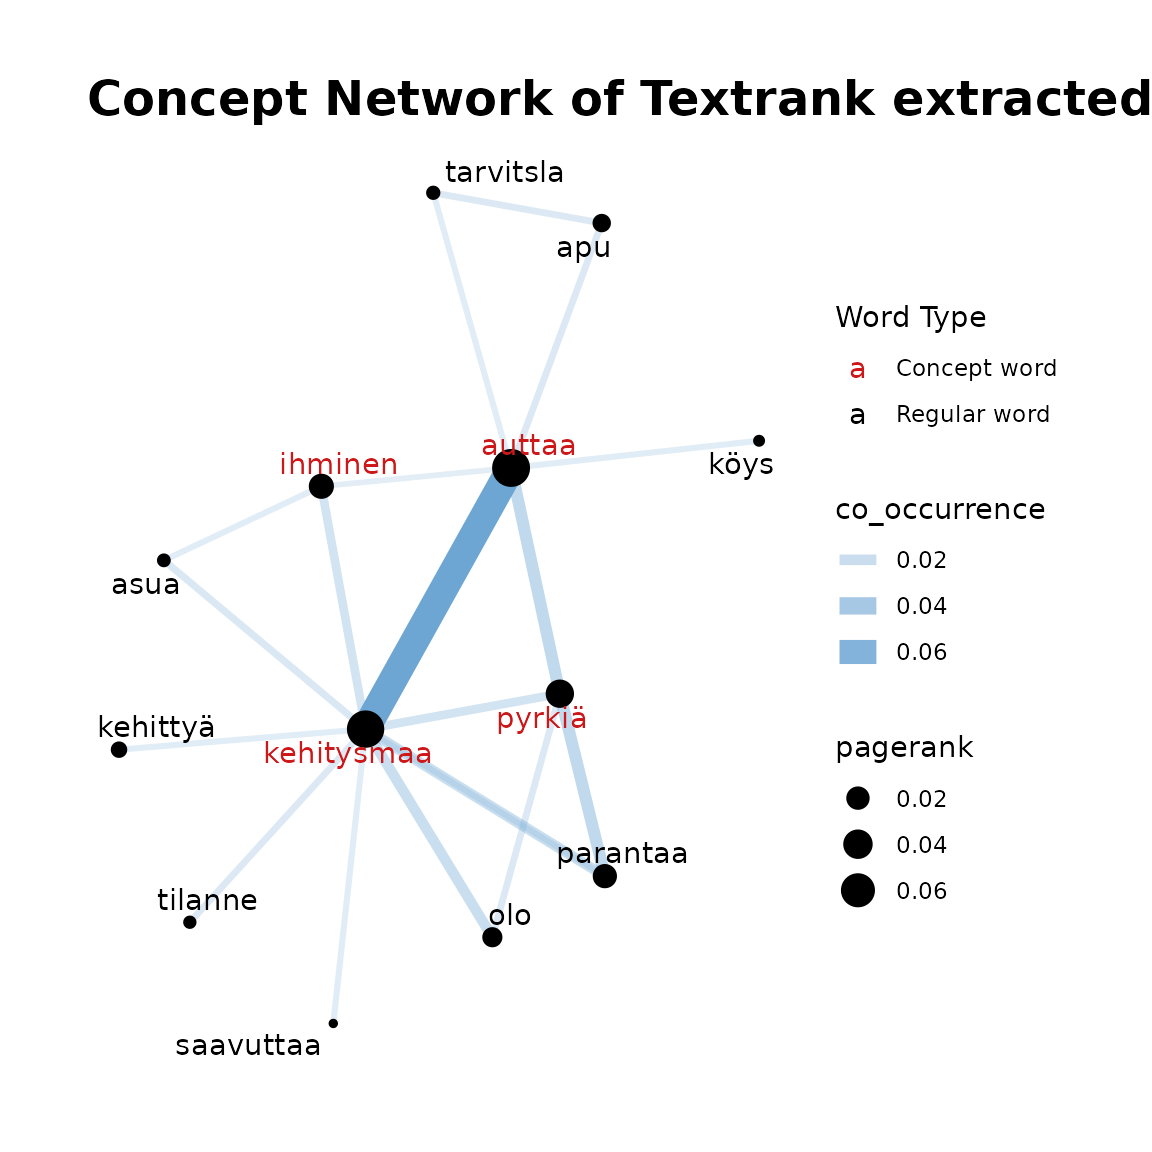 Concept Network of Textrank extracted
tarvitsla
apu
auttaa
ihminen
köys
asua
kehittyä
pyrkiä
kehitysmaa
parantaa
tilanne
olo
saavuttaa
Word Type
a Concept word
a Regular word
co_occurrence
0.02
0.04
0.06
pagerank
0.02
0.04
0.06